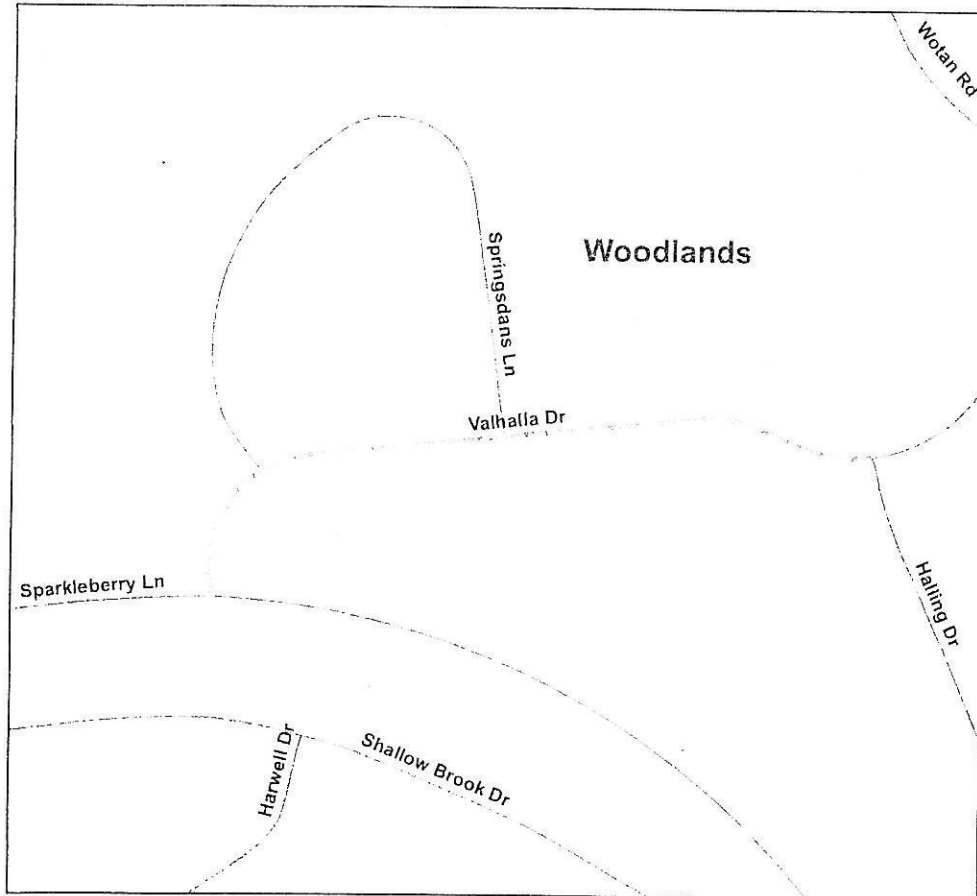 Wotan Rd
Springsdans Ln
Woodlands
Valhalla Dr
Halling Dr
Sparkleberry Ln
Harwell Dr
Shallow Brook Dr